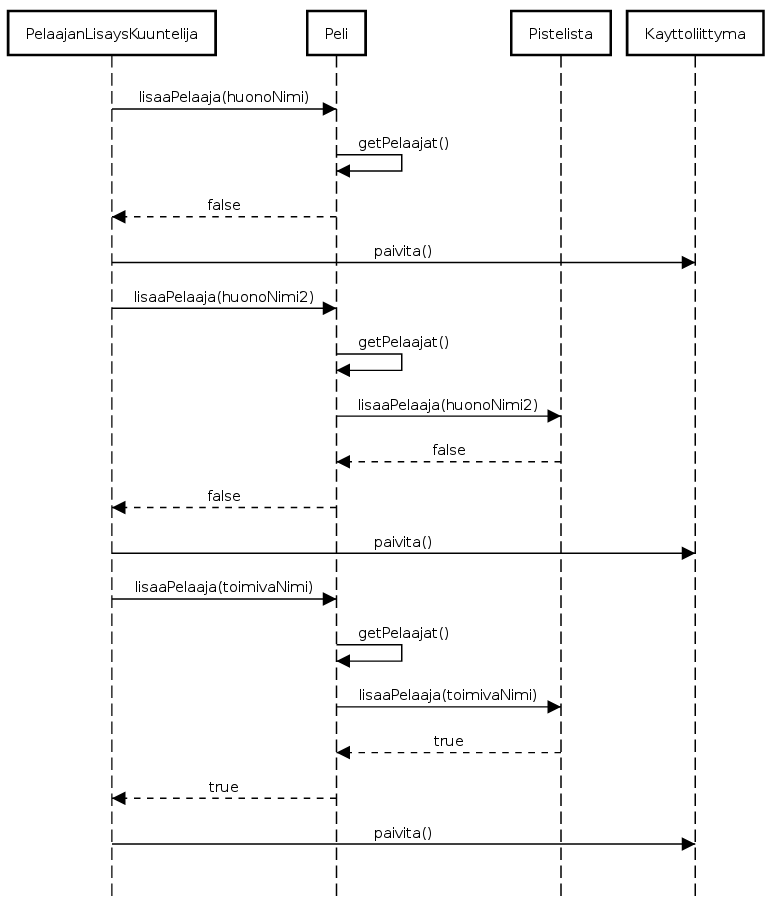 PelaajanLisaysKuuntelija Peli Pistelista Kayttoliittyma
lisaaPelaaja(huonoNimi)
getPelaajat()
false
paivita()
lisaaPelaaja(huonoNimi2)
getPelaajat()
lisaaPelaaja(huonoNimi2)
false
false
paivita()
lisaaPelaaja(toimivaNimi)
getPelaajat()
lisaaPelaaja(toimivaNimi)
true
true
paivita()